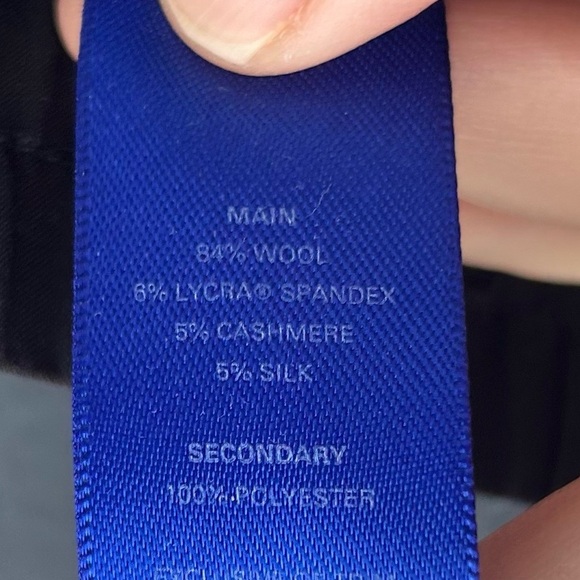 MAIN
84% WOOL
6% LYCRA® SPANDEX
5% CASHMERE
5% SILK
SECONDARY
100% POLYESTER